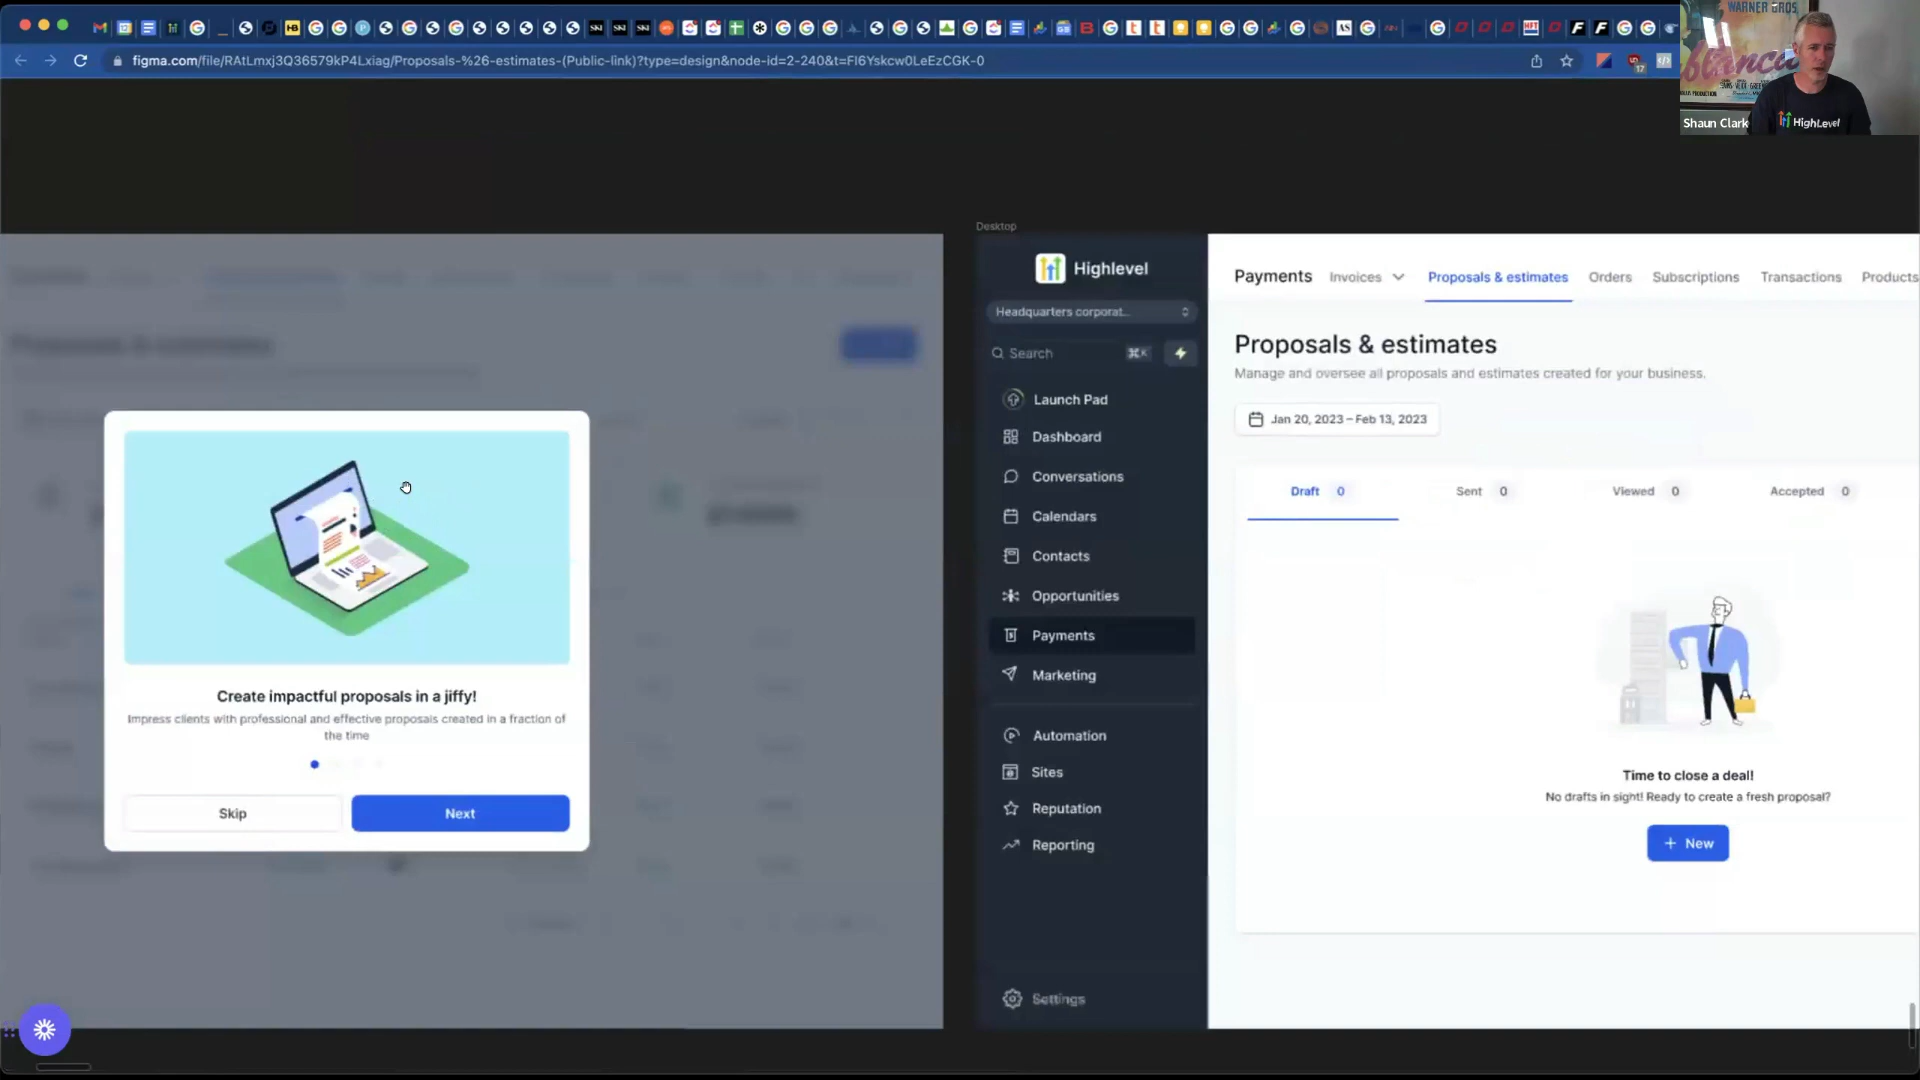 figma.com/file/RAtLmxj3Q36579kP4Lxiag/Proposals-%26-estimates-(Public-link)?type=design&node-id=2-240&t=FI6Yskcw0LeEzCGK-0
WARNER BROS.
Shaun Clark
HighLevel
Desktop
Highlevel
Headquarters corporat...
Search ⌘K
Launch Pad
Dashboard
Conversations
Calendars
Contacts
Opportunities
Payments
Marketing
Automation
Sites
Reputation
Reporting
Settings
Payments Invoices Proposals & estimates Orders Subscriptions Transactions Products
Proposals & estimates
Manage and oversee all proposals and estimates created for your business.
Jan 20, 2023 – Feb 13, 2023
Draft 0 Sent 0 Viewed 0 Accepted 0
Time to close a deal!
No drafts in sight! Ready to create a fresh proposal?
+ New
Create impactful proposals in a jiffy!
Impress clients with professional and effective proposals created in a fraction of
the time
Skip Next